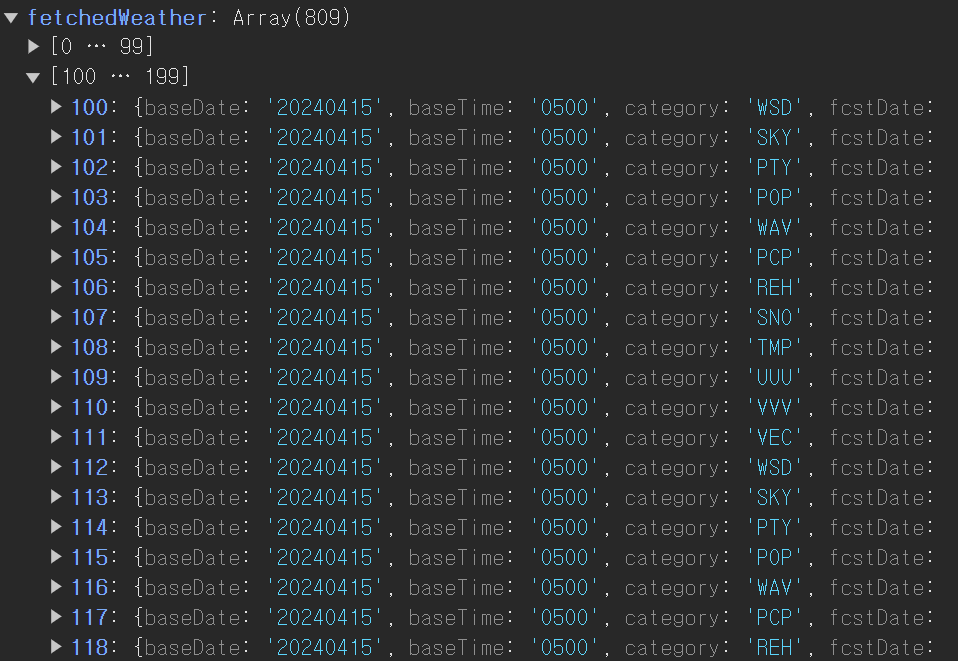 ▼ fetchedWeather: Array(809)
▶ [0 … 99]
▼ [100 … 199]
▶ 100: {baseDate: '20240415', baseTime: '0500', category: 'WSD', fcstDate:
▶ 101: {baseDate: '20240415', baseTime: '0500', category: 'SKY', fcstDate:
▶ 102: {baseDate: '20240415', baseTime: '0500', category: 'PTY', fcstDate:
▶ 103: {baseDate: '20240415', baseTime: '0500', category: 'POP', fcstDate:
▶ 104: {baseDate: '20240415', baseTime: '0500', category: 'WAV', fcstDate:
▶ 105: {baseDate: '20240415', baseTime: '0500', category: 'PCP', fcstDate:
▶ 106: {baseDate: '20240415', baseTime: '0500', category: 'REH', fcstDate:
▶ 107: {baseDate: '20240415', baseTime: '0500', category: 'SNO', fcstDate:
▶ 108: {baseDate: '20240415', baseTime: '0500', category: 'TMP', fcstDate:
▶ 109: {baseDate: '20240415', baseTime: '0500', category: 'UUU', fcstDate:
▶ 110: {baseDate: '20240415', baseTime: '0500', category: 'VVV', fcstDate:
▶ 111: {baseDate: '20240415', baseTime: '0500', category: 'VEC', fcstDate:
▶ 112: {baseDate: '20240415', baseTime: '0500', category: 'WSD', fcstDate:
▶ 113: {baseDate: '20240415', baseTime: '0500', category: 'SKY', fcstDate:
▶ 114: {baseDate: '20240415', baseTime: '0500', category: 'PTY', fcstDate:
▶ 115: {baseDate: '20240415', baseTime: '0500', category: 'POP', fcstDate:
▶ 116: {baseDate: '20240415', baseTime: '0500', category: 'WAV', fcstDate:
▶ 117: {baseDate: '20240415', baseTime: '0500', category: 'PCP', fcstDate:
▶ 118: {baseDate: '20240415', baseTime: '0500', category: 'REH', fcstDate: